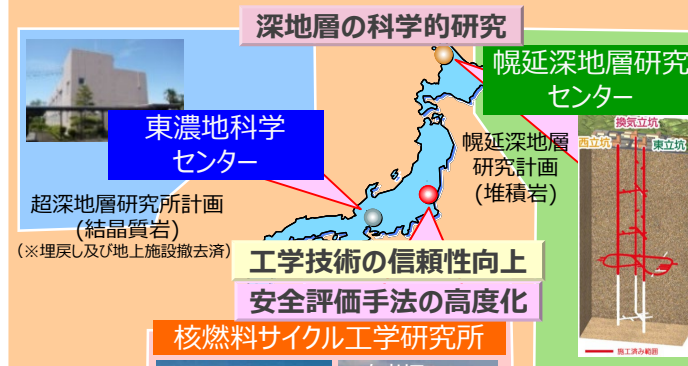 深地層の科学的研究
幌延深地層研究
センター
東濃地科学
センター
換気立坑
西立坑
東立坑
幌延深地層
研究計画
(堆積岩)
超深地層研究所計画
(結晶質岩)
(※埋戻し及び地上施設撤去済)
工学技術の信頼性向上
安全評価手法の高度化
核燃料サイクル工学研究所
施工済み範囲